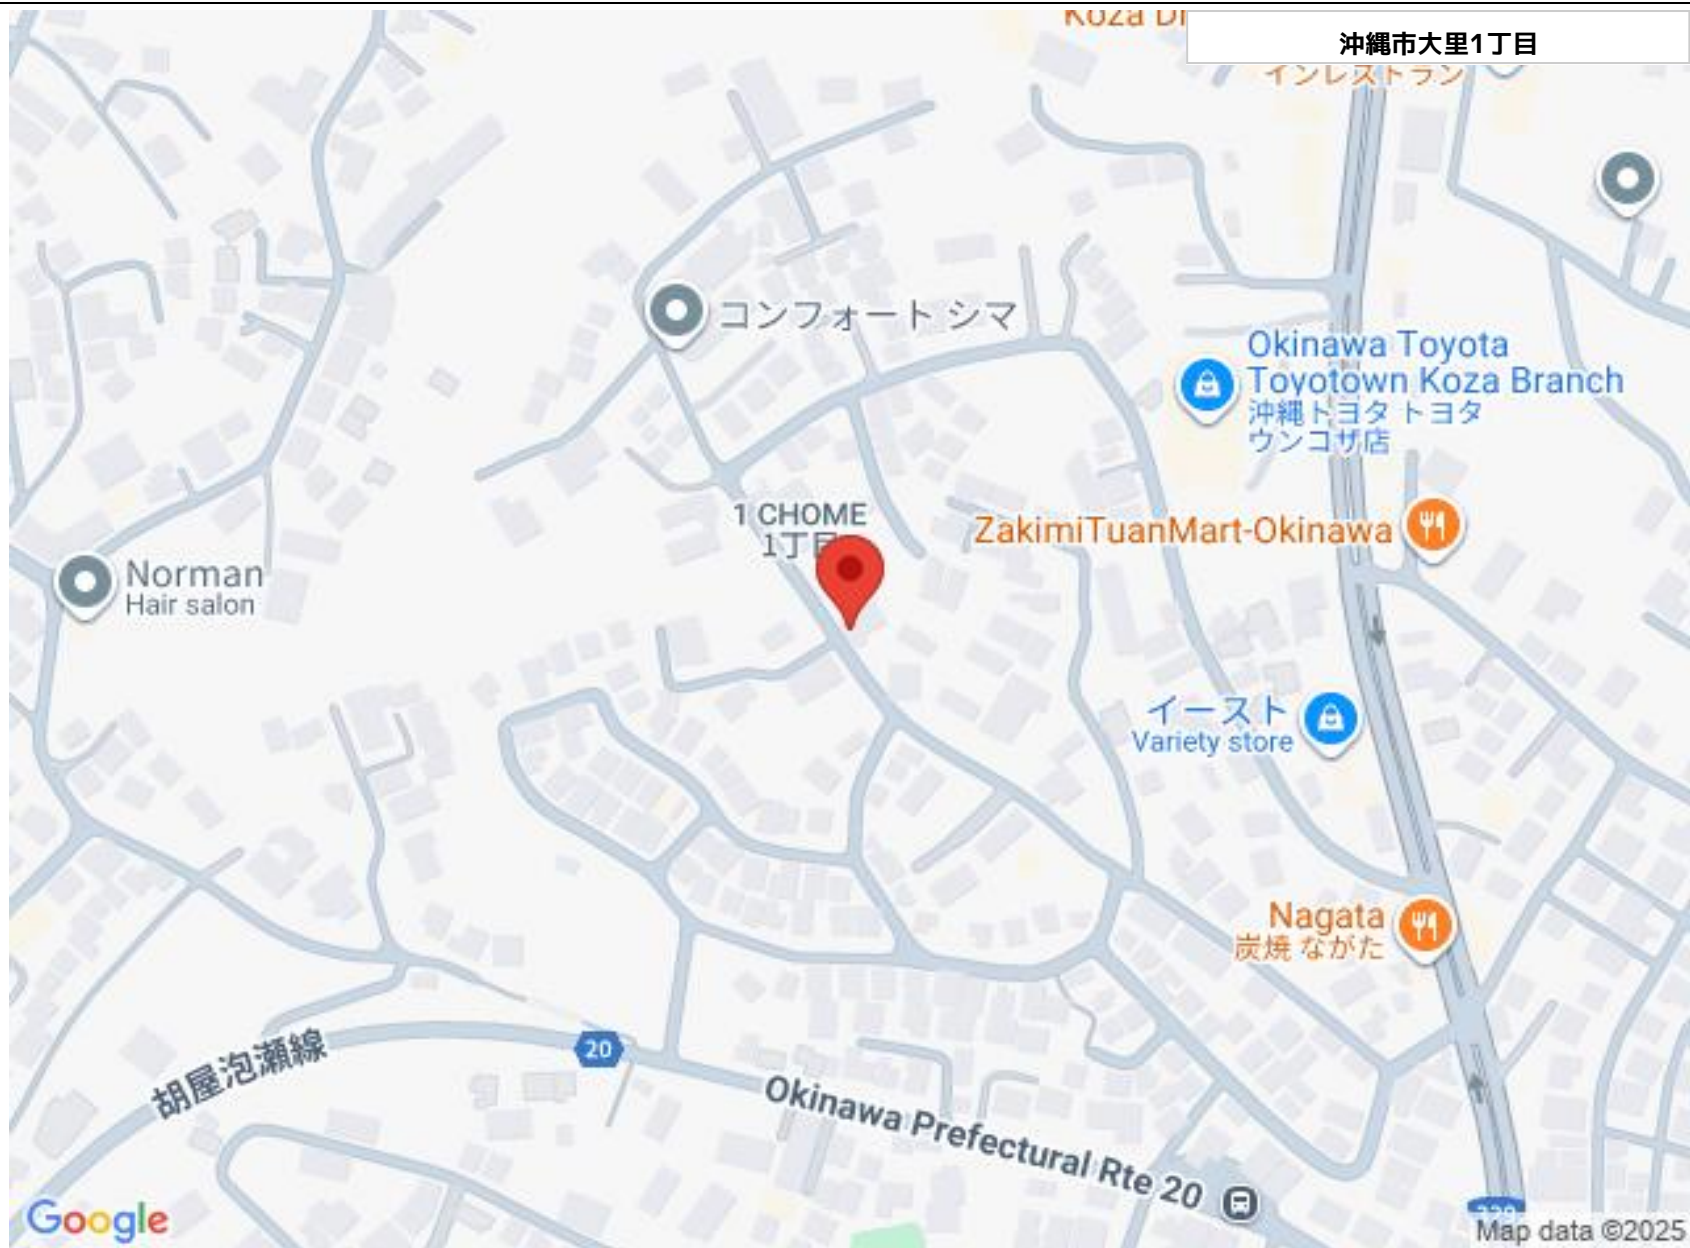 沖縄市大里1丁目
インレストラン
コンフォート シマ
Okinawa Toyota
Toyotown Koza Branch
沖縄トヨタ トヨタ
ウンコザ店
1 CHOME
1丁目
ZakimiTuanMart-Okinawa
Norman
Hair salon
イースト
Variety store
Nagata
炭焼 ながた
20
胡屋泡瀬線
Okinawa Prefectural Rte 20
Google
Map data ©2025